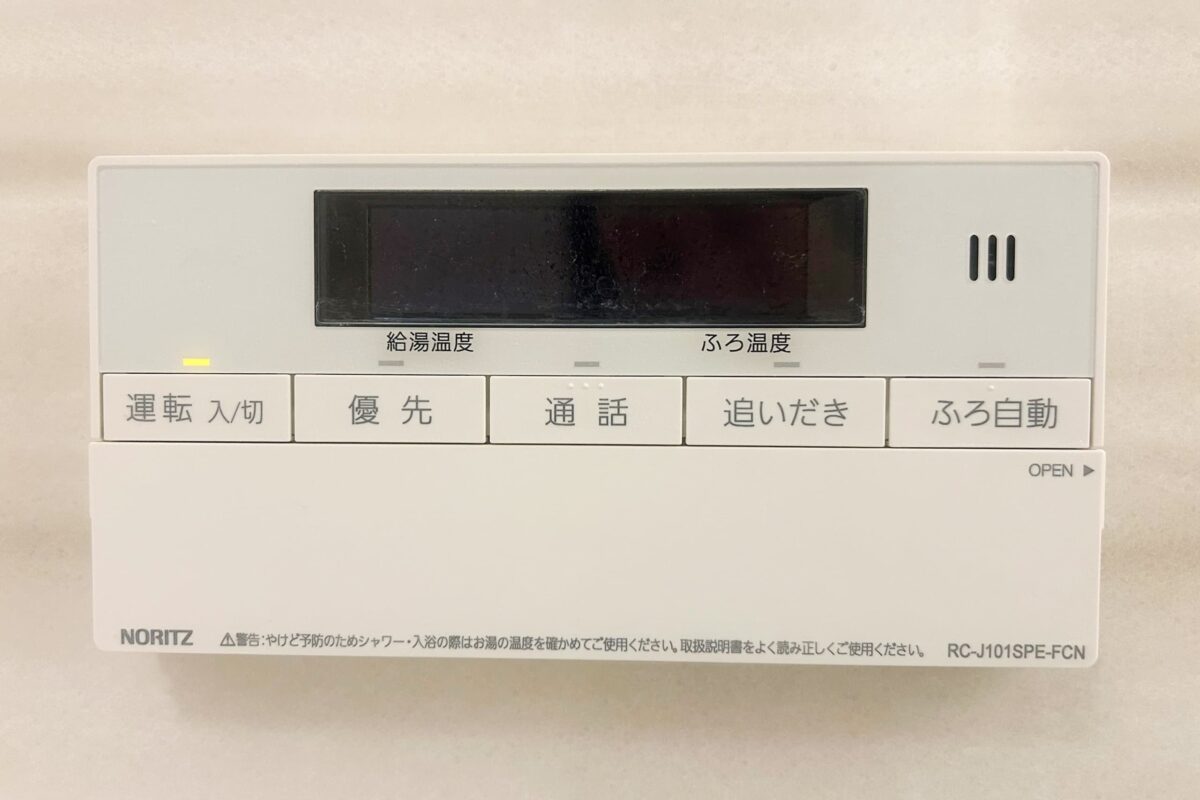 給湯温度 ふろ温度
運転 入/切 優先 通話 追いだき ふろ自動
OPEN ▶
NORITZ ⚠警告:やけど予防のためシャワー・入浴の際はお湯の温度を確かめてご使用ください。取扱説明書をよく読み正しくご使用ください。 RC-J101SPE-FCN